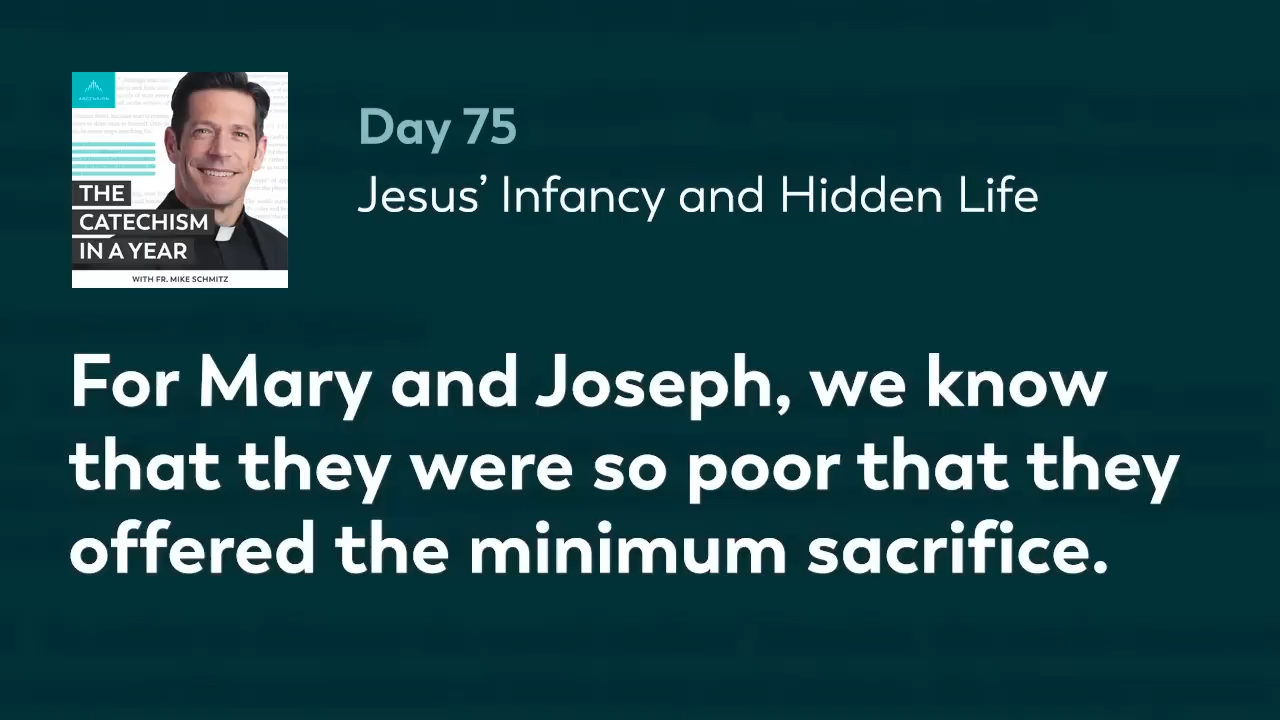 ASCENSION
THE
CATECHISM
IN A YEAR
WITH FR. MIKE SCHMITZ
Day 75
Jesus’ Infancy and Hidden Life
For Mary and Joseph, we know
that they were so poor that they
offered the minimum sacrifice.